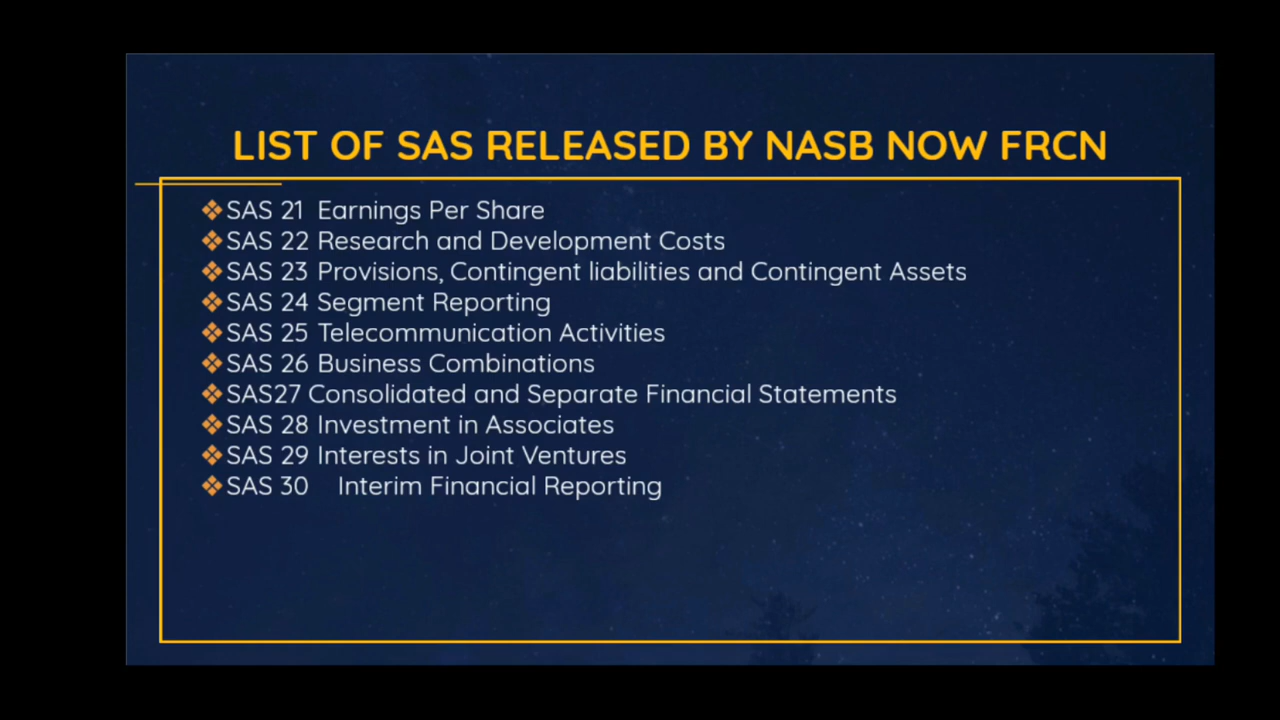 LIST OF SAS RELEASED BY NASB NOW FRCN
❖SAS 21 Earnings Per Share
❖SAS 22 Research and Development Costs
❖SAS 23 Provisions, Contingent liabilities and Contingent Assets
❖SAS 24 Segment Reporting
❖SAS 25 Telecommunication Activities
❖SAS 26 Business Combinations
❖SAS27 Consolidated and Separate Financial Statements
❖SAS 28 Investment in Associates
❖SAS 29 Interests in Joint Ventures
❖SAS 30 Interim Financial Reporting